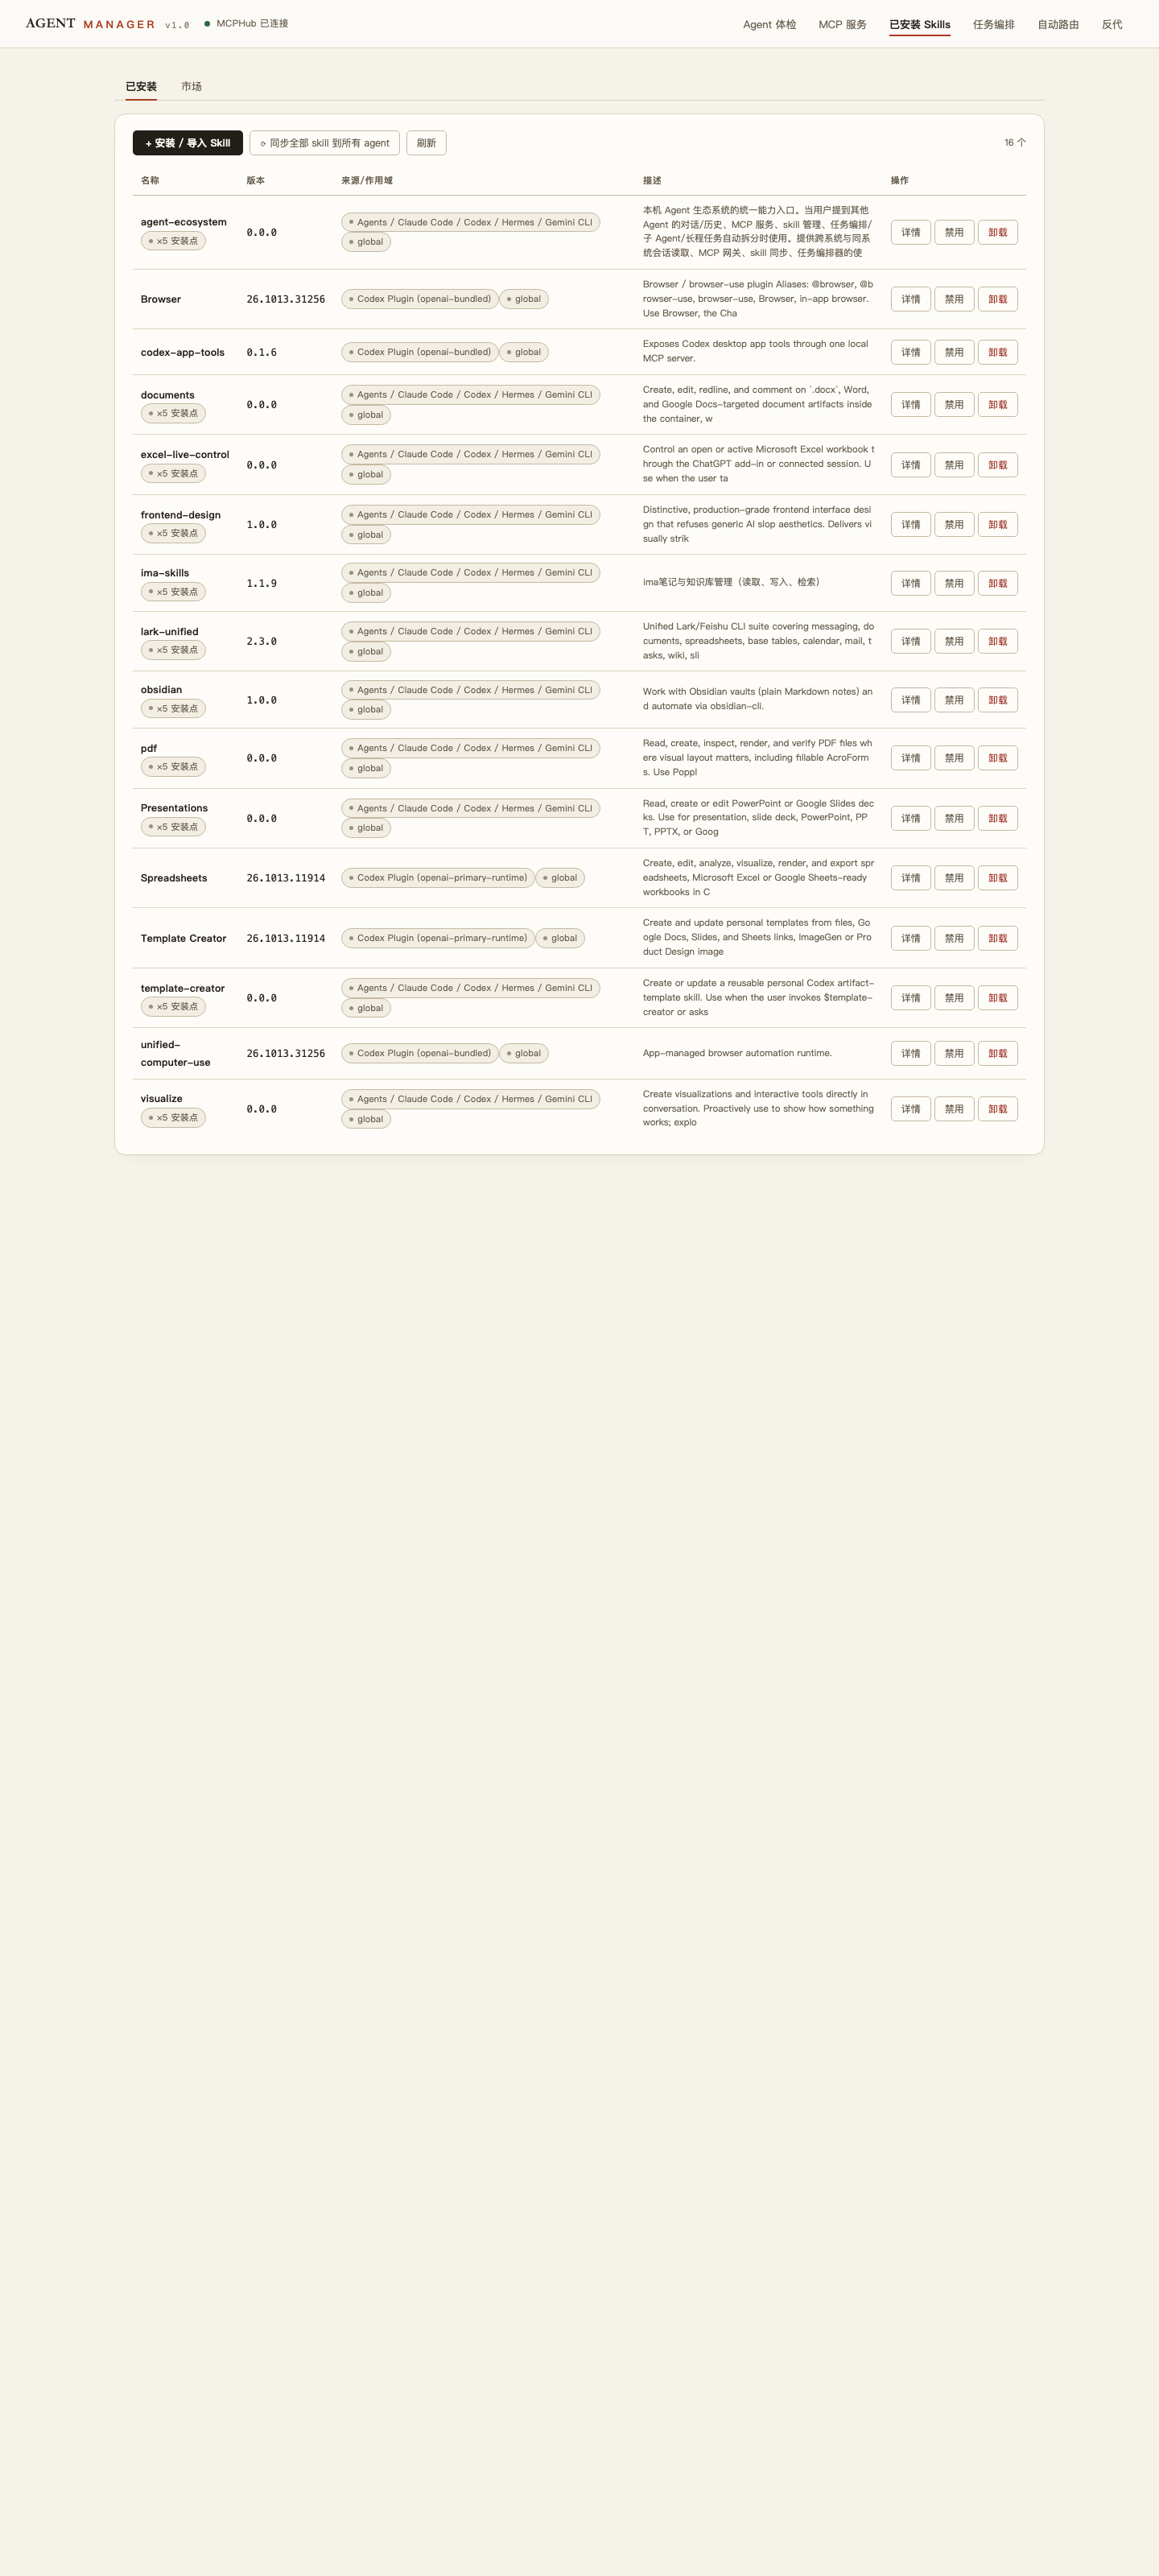 AGENT MANAGER v1.0 MCPHub 已连接
Agent 体检 MCP 服务 已安装 Skills 任务编排 自动路由 反代
已安装 市场
+ 安装 / 导入 Skill ⟳ 同步全部 skill 到所有 agent 刷新 16 个
名称 版本 来源/作用域 描述 操作
agent-ecosystem
×5 安装点
0.0.0
Agents / Claude Code / Codex / Hermes / Gemini CLI
global
本机 Agent 生态系统的统一能力入口。当用户提到其他
Agent 的对话/历史、MCP 服务、skill 管理、任务编排/
子 Agent/长程任务自动拆分时使用。提供跨系统与同系
统会话读取、MCP 网关、skill 同步、任务编排器的使
详情 禁用 卸载
Browser
26.1013.31256
Codex Plugin (openai-bundled) global
Browser / browser-use plugin Aliases: @browser, @b
rowser-use, browser-use, Browser, in-app browser.
Use Browser, the Cha
详情 禁用 卸载
codex-app-tools
0.1.6
Codex Plugin (openai-bundled) global
Exposes Codex desktop app tools through one local
MCP server.
详情 禁用 卸载
documents
×5 安装点
0.0.0
Agents / Claude Code / Codex / Hermes / Gemini CLI
global
Create, edit, redline, and comment on `.docx`, Word,
and Google Docs-targeted document artifacts inside
the container, w
详情 禁用 卸载
excel-live-control
×5 安装点
0.0.0
Agents / Claude Code / Codex / Hermes / Gemini CLI
global
Control an open or active Microsoft Excel workbook t
hrough the ChatGPT add-in or connected session. U
se when the user ta
详情 禁用 卸载
frontend-design
×5 安装点
1.0.0
Agents / Claude Code / Codex / Hermes / Gemini CLI
global
Distinctive, production-grade frontend interface desi
gn that refuses generic AI slop aesthetics. Delivers vi
sually strik
详情 禁用 卸载
ima-skills
×5 安装点
1.1.9
Agents / Claude Code / Codex / Hermes / Gemini CLI
global
ima笔记与知识库管理（读取、写入、检索）
详情 禁用 卸载
lark-unified
×5 安装点
2.3.0
Agents / Claude Code / Codex / Hermes / Gemini CLI
global
Unified Lark/Feishu CLI suite covering messaging, do
cuments, spreadsheets, base tables, calendar, mail, t
asks, wiki, sli
详情 禁用 卸载
obsidian
×5 安装点
1.0.0
Agents / Claude Code / Codex / Hermes / Gemini CLI
global
Work with Obsidian vaults (plain Markdown notes) an
d automate via obsidian-cli.
详情 禁用 卸载
pdf
×5 安装点
0.0.0
Agents / Claude Code / Codex / Hermes / Gemini CLI
global
Read, create, inspect, render, and verify PDF files wh
ere visual layout matters, including fillable AcroForm
s. Use Poppl
详情 禁用 卸载
Presentations
×5 安装点
0.0.0
Agents / Claude Code / Codex / Hermes / Gemini CLI
global
Read, create or edit PowerPoint or Google Slides dec
ks. Use for presentation, slide deck, PowerPoint, PP
T, PPTX, or Goog
详情 禁用 卸载
Spreadsheets
26.1013.11914
Codex Plugin (openai-primary-runtime) global
Create, edit, analyze, visualize, render, and export spr
eadsheets, Microsoft Excel or Google Sheets-ready
workbooks in C
详情 禁用 卸载
Template Creator
26.1013.11914
Codex Plugin (openai-primary-runtime) global
Create and update personal templates from files, Go
ogle Docs, Slides, and Sheets links, ImageGen or Pro
duct Design image
详情 禁用 卸载
template-creator
×5 安装点
0.0.0
Agents / Claude Code / Codex / Hermes / Gemini CLI
global
Create or update a reusable personal Codex artifact-
template skill. Use when the user invokes $template-
creator or asks
详情 禁用 卸载
unified-
computer-use
26.1013.31256
Codex Plugin (openai-bundled) global
App-managed browser automation runtime.
详情 禁用 卸载
visualize
×5 安装点
0.0.0
Agents / Claude Code / Codex / Hermes / Gemini CLI
global
Create visualizations and interactive tools directly in
conversation. Proactively use to show how something
works; explo
详情 禁用 卸载